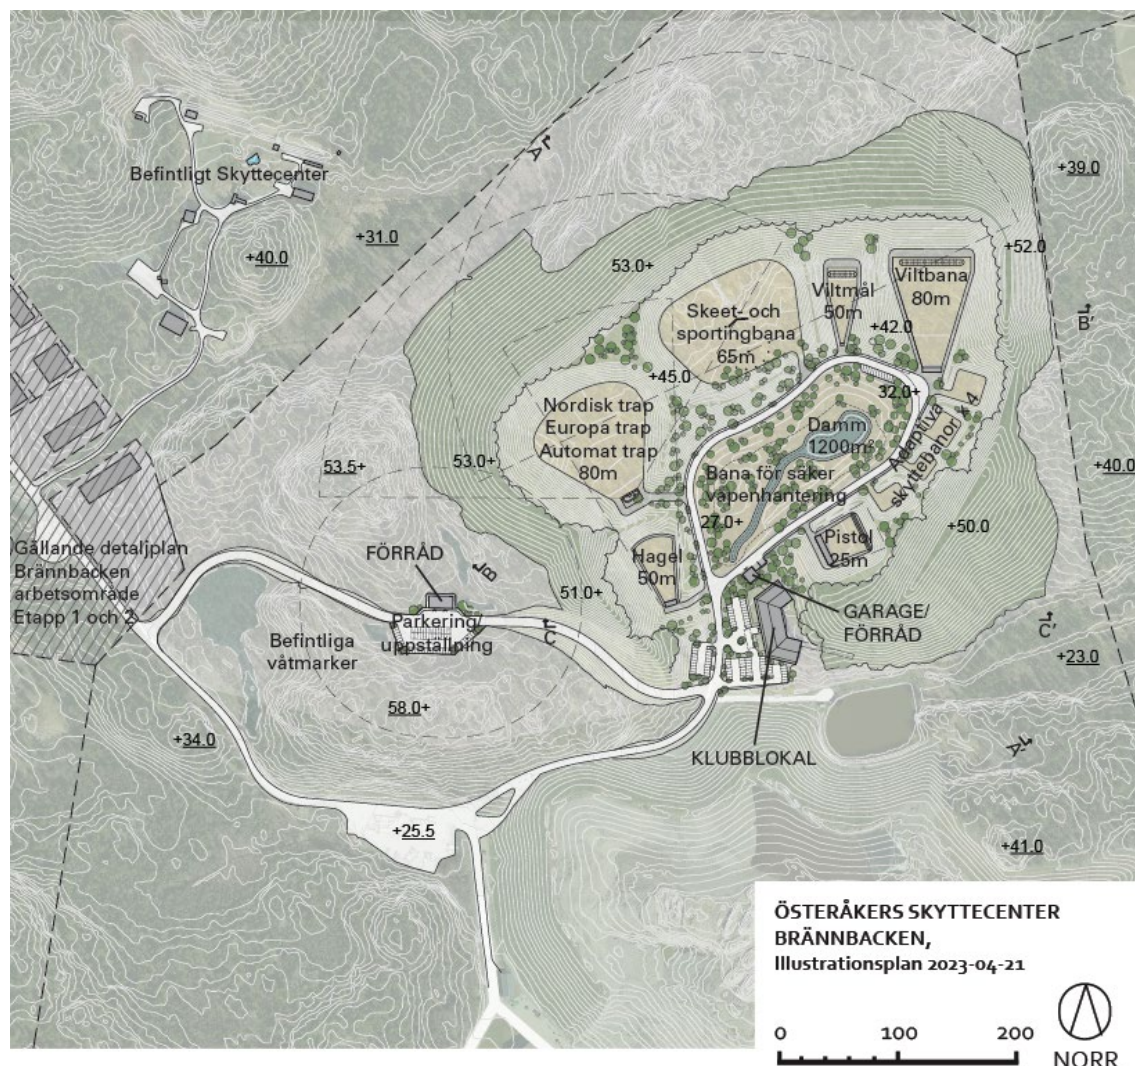 A
Befintligt Skyttecenter
+39.0
+31.0
+40.0
+52.0
53.0+
Viltmål
50m
Viltbana
80m
B'
Skeet- och
sportingbana
65m
+42.0
+45.0
32.0+
Nordisk trap
Europa trap
Automat trap
80m
Damm
1200m²
Adaptiva
skyttebanor x 4
53.5+
53.0+
+40.0
Bana för säker
vapenhantering
27.0+
+50.0
Pistol
25m
Gällande detaljplan
Brännbacken
arbetsområde
Etapp 1 och 2
FÖRRÅD
B
Hagel
50m
51.0+
GARAGE/
FÖRRÅD
Parkering/
uppställning
C
C'
Befintliga
våtmarker
+23.0
58.0+
+34.0
KLUBBLOKAL
A'
+25.5
+41.0
ÖSTERÅKERS SKYTTECENTER
BRÄNNBACKEN,
Illustrationsplan 2023-04-21
0 100 200
NORR